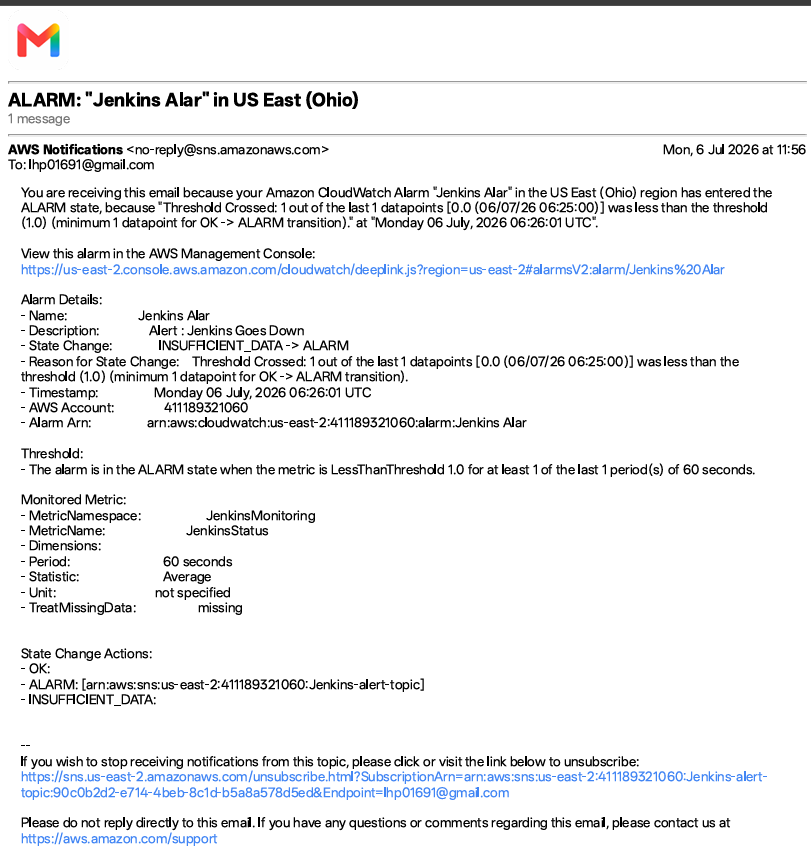 ALARM: "Jenkins Alar" in US East (Ohio)
1 message
AWS Notifications <no-reply@sns.amazonaws.com> Mon, 6 Jul 2026 at 11:56
To: lhp01691@gmail.com
You are receiving this email because your Amazon CloudWatch Alarm "Jenkins Alar" in the US East (Ohio) region has entered the
ALARM state, because "Threshold Crossed: 1 out of the last 1 datapoints [0.0 (06/07/26 06:25:00)] was less than the threshold
(1.0) (minimum 1 datapoint for OK -> ALARM transition)." at "Monday 06 July, 2026 06:26:01 UTC".
View this alarm in the AWS Management Console:
https://us-east-2.console.aws.amazon.com/cloudwatch/deeplink.js?region=us-east-2#alarmsV2:alarm/Jenkins%20Alar
Alarm Details:
- Name: Jenkins Alar
- Description: Alert : Jenkins Goes Down
- State Change: INSUFFICIENT_DATA -> ALARM
- Reason for State Change: Threshold Crossed: 1 out of the last 1 datapoints [0.0 (06/07/26 06:25:00)] was less than the
threshold (1.0) (minimum 1 datapoint for OK -> ALARM transition).
- Timestamp: Monday 06 July, 2026 06:26:01 UTC
- AWS Account: 411189321060
- Alarm Arn: arn:aws:cloudwatch:us-east-2:411189321060:alarm:Jenkins Alar
Threshold:
- The alarm is in the ALARM state when the metric is LessThanThreshold 1.0 for at least 1 of the last 1 period(s) of 60 seconds.
Monitored Metric:
- MetricNamespace: JenkinsMonitoring
- MetricName: JenkinsStatus
- Dimensions:
- Period: 60 seconds
- Statistic: Average
- Unit: not specified
- TreatMissingData: missing
State Change Actions:
- OK:
- ALARM: [arn:aws:sns:us-east-2:411189321060:Jenkins-alert-topic]
- INSUFFICIENT_DATA:
--
If you wish to stop receiving notifications from this topic, please click or visit the link below to unsubscribe:
https://sns.us-east-2.amazonaws.com/unsubscribe.html?SubscriptionArn=arn:aws:sns:us-east-2:411189321060:Jenkins-alert-
topic:90c0b2d2-e714-4beb-8c1d-b5a8a578d5ed&Endpoint=lhp01691@gmail.com
Please do not reply directly to this email. If you have any questions or comments regarding this email, please contact us at
https://aws.amazon.com/support